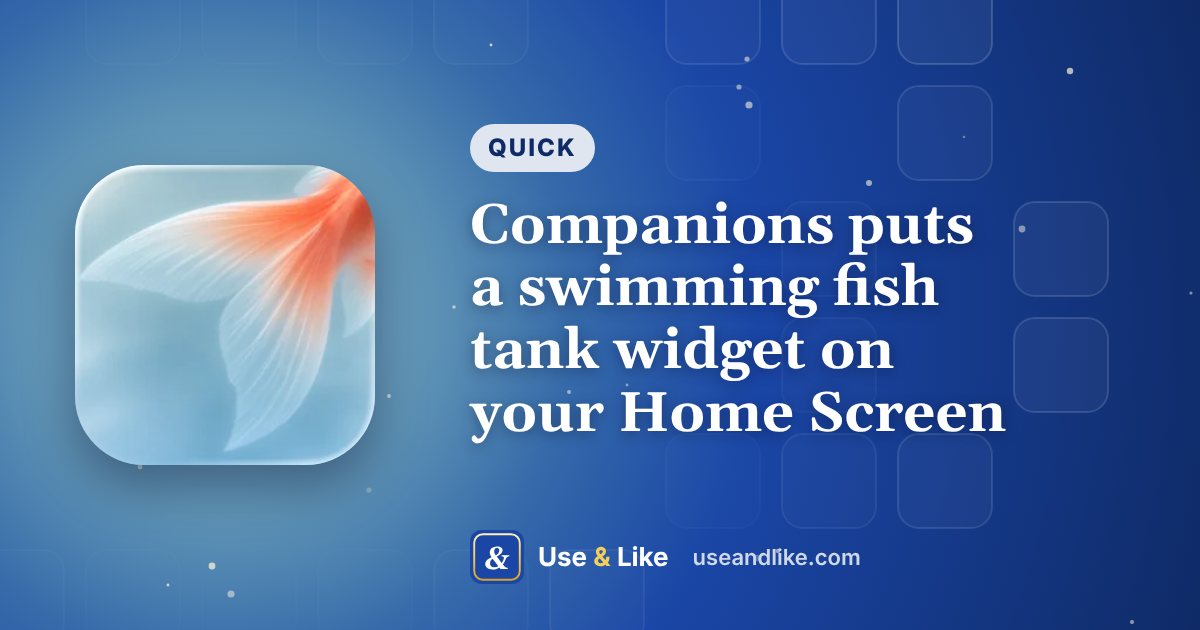 QUICK
Companions puts
a swimming fish
tank widget on
your Home Screen
& Use & Like useandlike.com